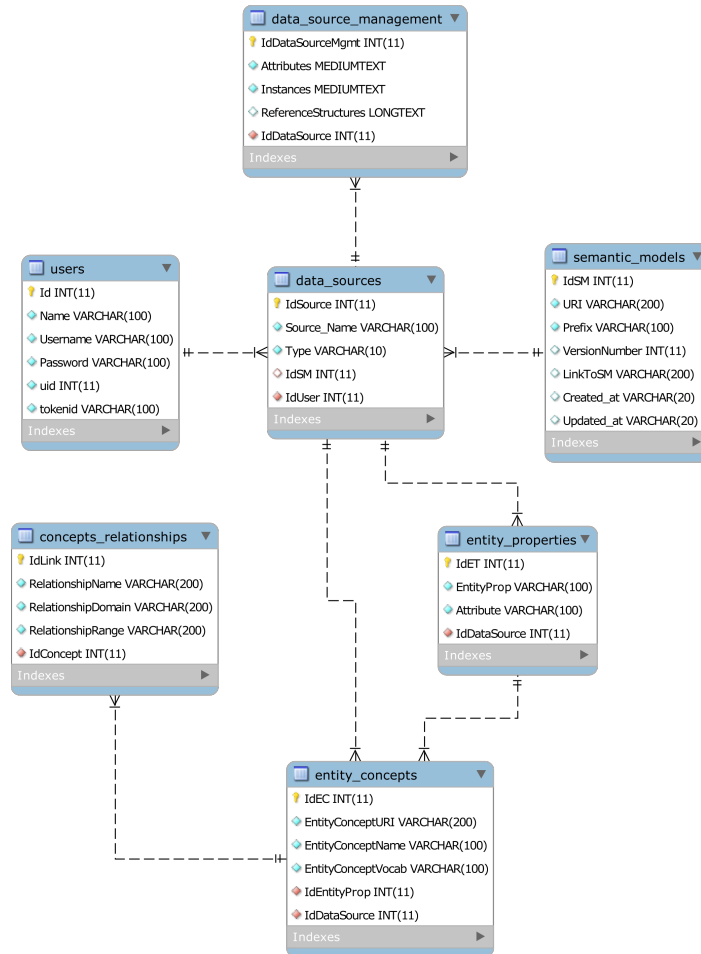 data_source_management
IdDataSourceMgmt INT(11)
Attributes MEDIUMTEXT
Instances MEDIUMTEXT
ReferenceStructures LONGTEXT
IdDataSource INT(11)
Indexes
users
Id INT(11)
Name VARCHAR(100)
Username VARCHAR(100)
Password VARCHAR(100)
uid INT(11)
tokenid VARCHAR(100)
Indexes
data_sources
IdSource INT(11)
Source_Name VARCHAR(100)
Type VARCHAR(10)
IdSM INT(11)
IdUser INT(11)
Indexes
semantic_models
IdSM INT(11)
URI VARCHAR(200)
Prefix VARCHAR(100)
VersionNumber INT(11)
LinkToSM VARCHAR(200)
Created_at VARCHAR(20)
Updated_at VARCHAR(20)
Indexes
concepts_relationships
IdLink INT(11)
RelationshipName VARCHAR(200)
RelationshipDomain VARCHAR(200)
RelationshipRange VARCHAR(200)
IdConcept INT(11)
Indexes
entity_properties
IdET INT(11)
EntityProp VARCHAR(100)
Attribute VARCHAR(100)
IdDataSource INT(11)
Indexes
entity_concepts
IdEC INT(11)
EntityConceptURI VARCHAR(200)
EntityConceptName VARCHAR(100)
EntityConceptVocab VARCHAR(100)
IdEntityProp INT(11)
IdDataSource INT(11)
Indexes